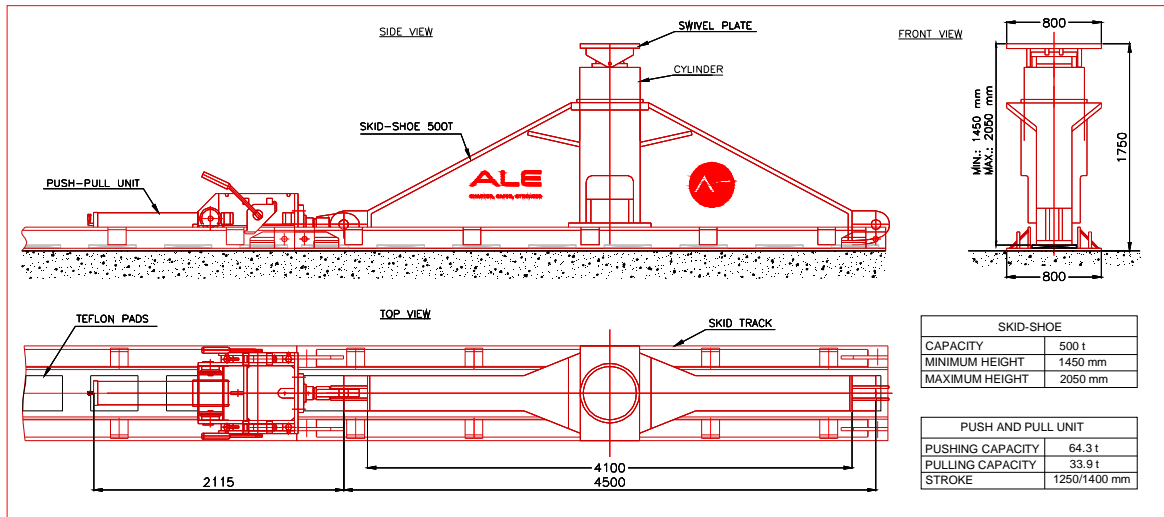 SIDE VIEW
SWIVEL PLATE
CYLINDER
SKID-SHOE 500T
PUSH-PULL UNIT
ALE
FRONT VIEW
800
MIN.: 1450 mm
MAX.: 2050 mm
1750
800
TEFLON PADS
TOP VIEW
SKID TRACK
4100
2115
4500
SKID-SHOE
CAPACITY 500 t
MINIMUM HEIGHT 1450 mm
MAXIMUM HEIGHT 2050 mm
PUSH AND PULL UNIT
PUSHING CAPACITY 64.3 t
PULLING CAPACITY 33.9 t
STROKE 1250/1400 mm